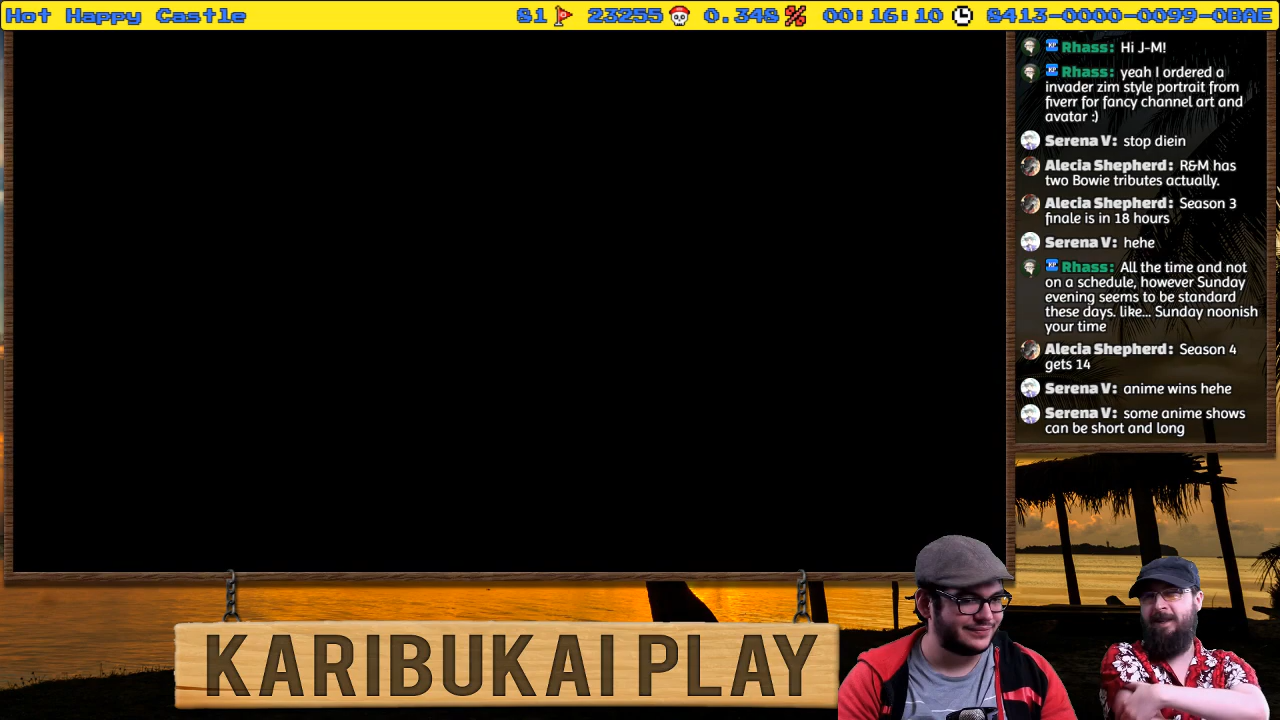 Hot Happy Castle 81 23255 0.348% 00:16:10 8413-0000-0099-0BAE
Rhass: Hi J-M!
Rhass: yeah I ordered a
invader zim style portrait from
fiverr for fancy channel art and
avatar :)
Serena V: stop diein
Alecia Shepherd: R&M has
two Bowie tributes actually.
Alecia Shepherd: Season 3
finale is in 18 hours
Serena V: hehe
Rhass: All the time and not
on a schedule, however Sunday
evening seems to be standard
these days. like... Sunday noonish
your time
Alecia Shepherd: Season 4
gets 14
Serena V: anime wins hehe
Serena V: some anime shows
can be short and long
KARIBUKAI PLAY